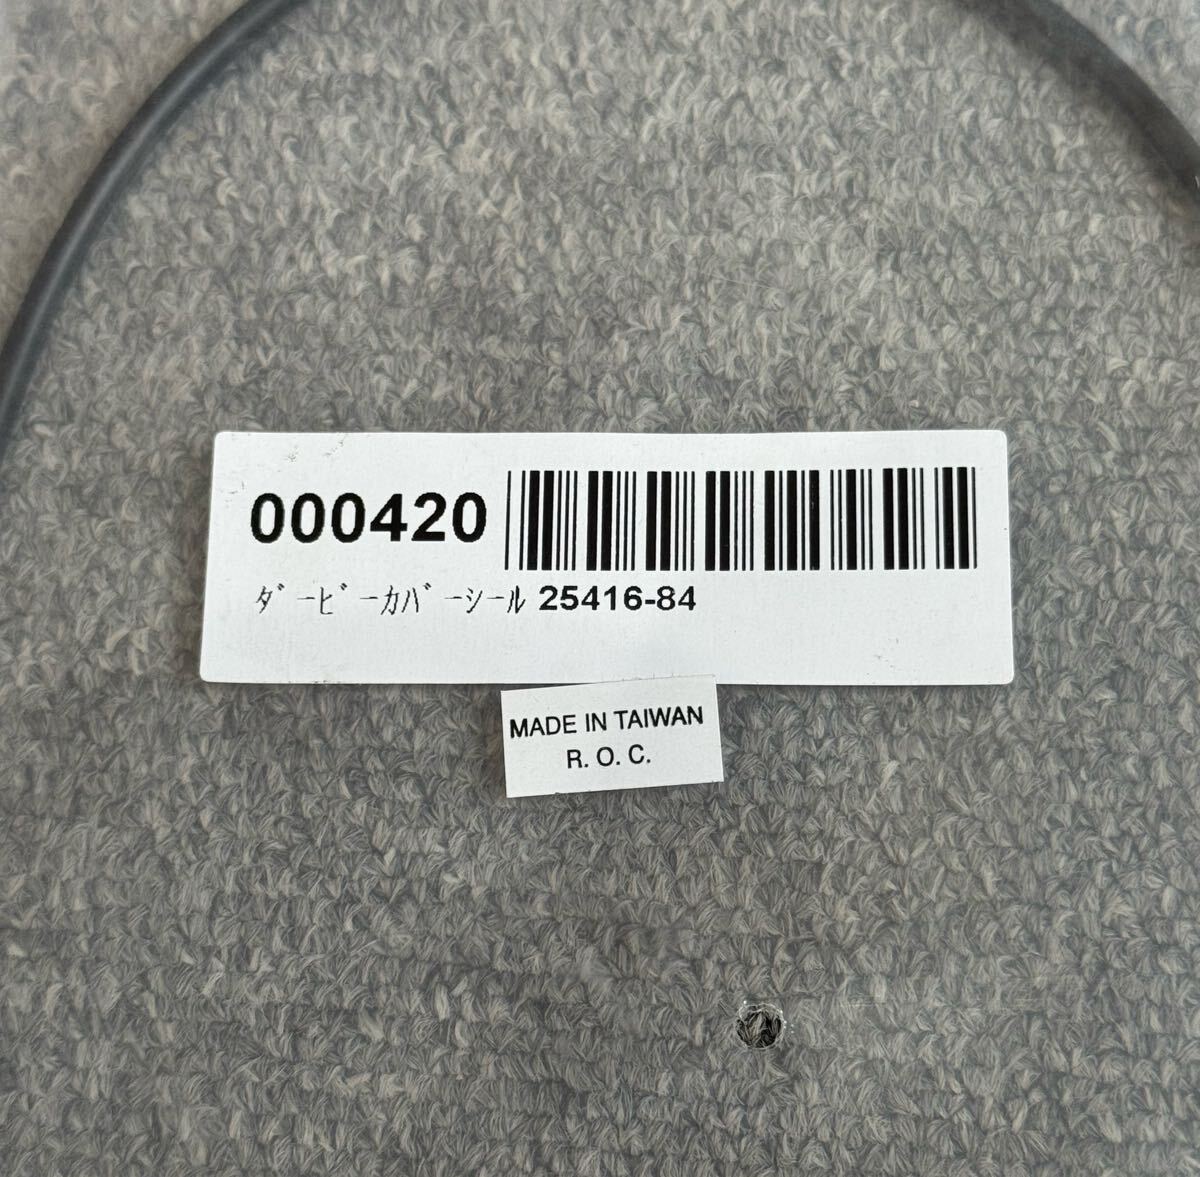 000420
ﾀﾞｰﾋﾞｰｶﾊﾞｰｼｰﾙ 25416-84
MADE IN TAIWAN
R. O. C.